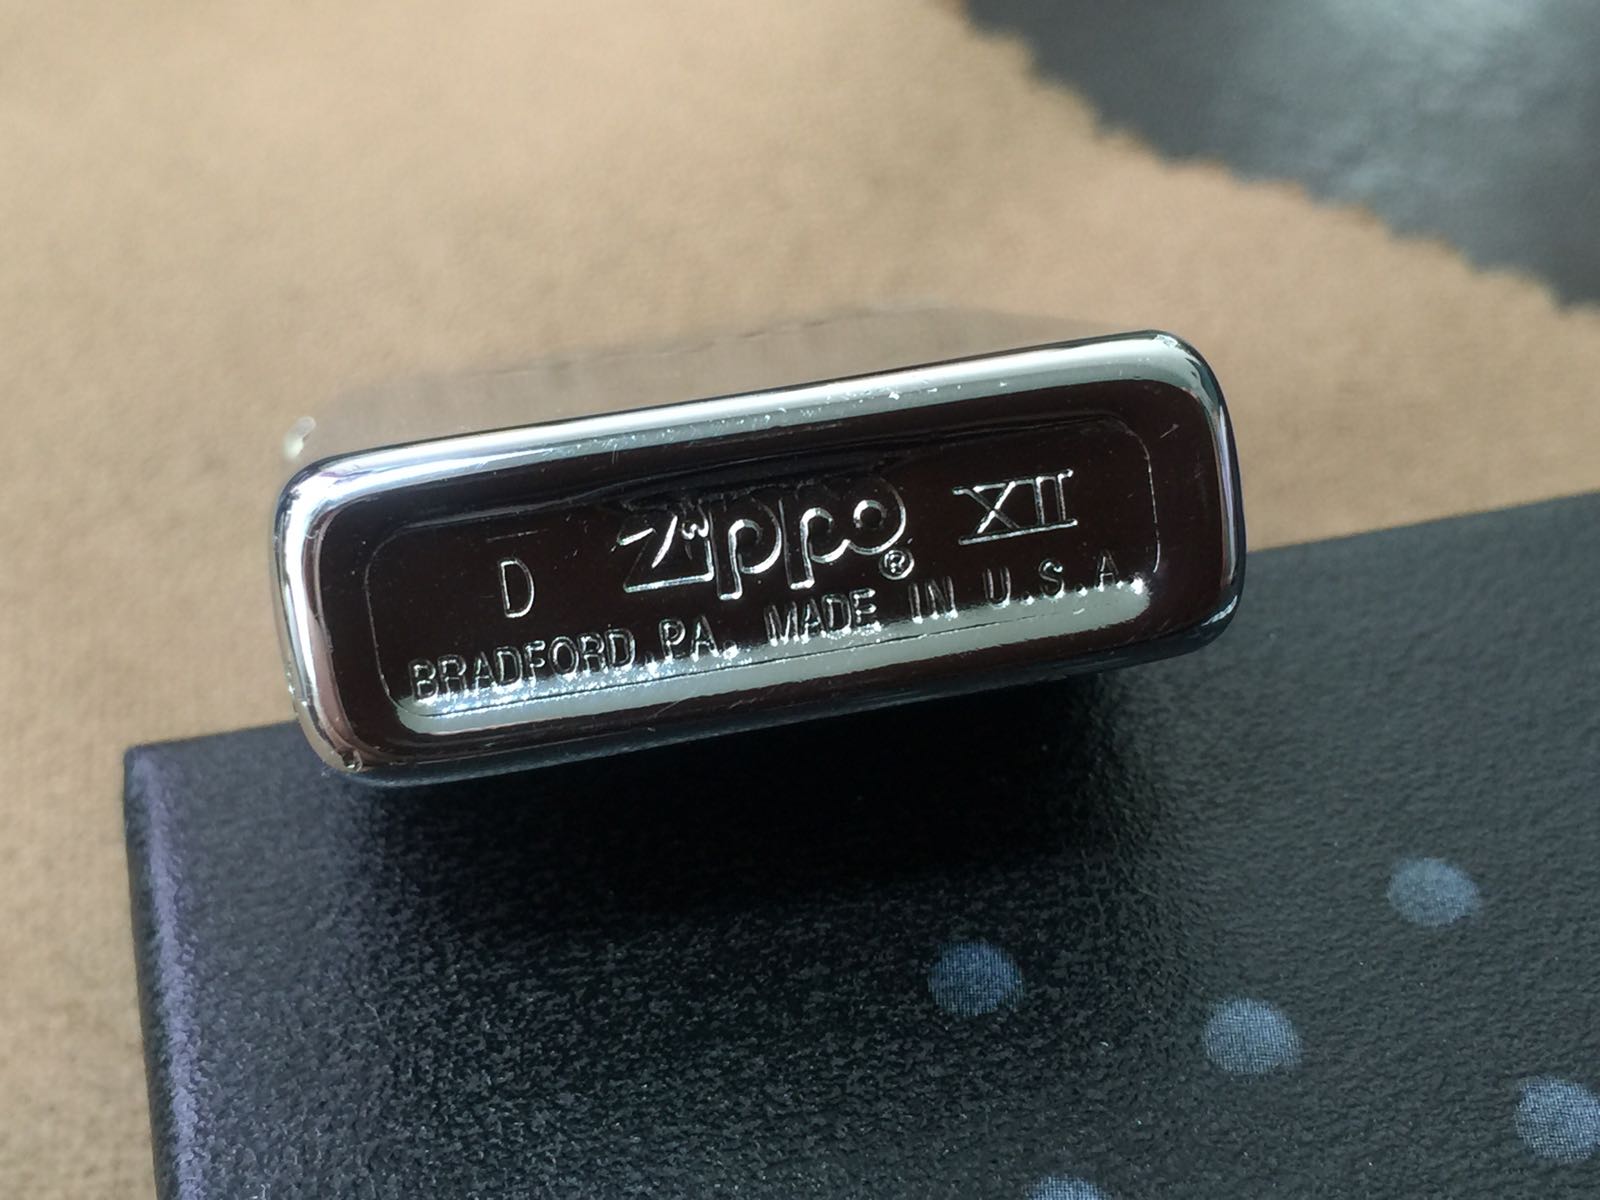 D Zippo® XII
BRADFORD, PA. MADE IN U.S.A.